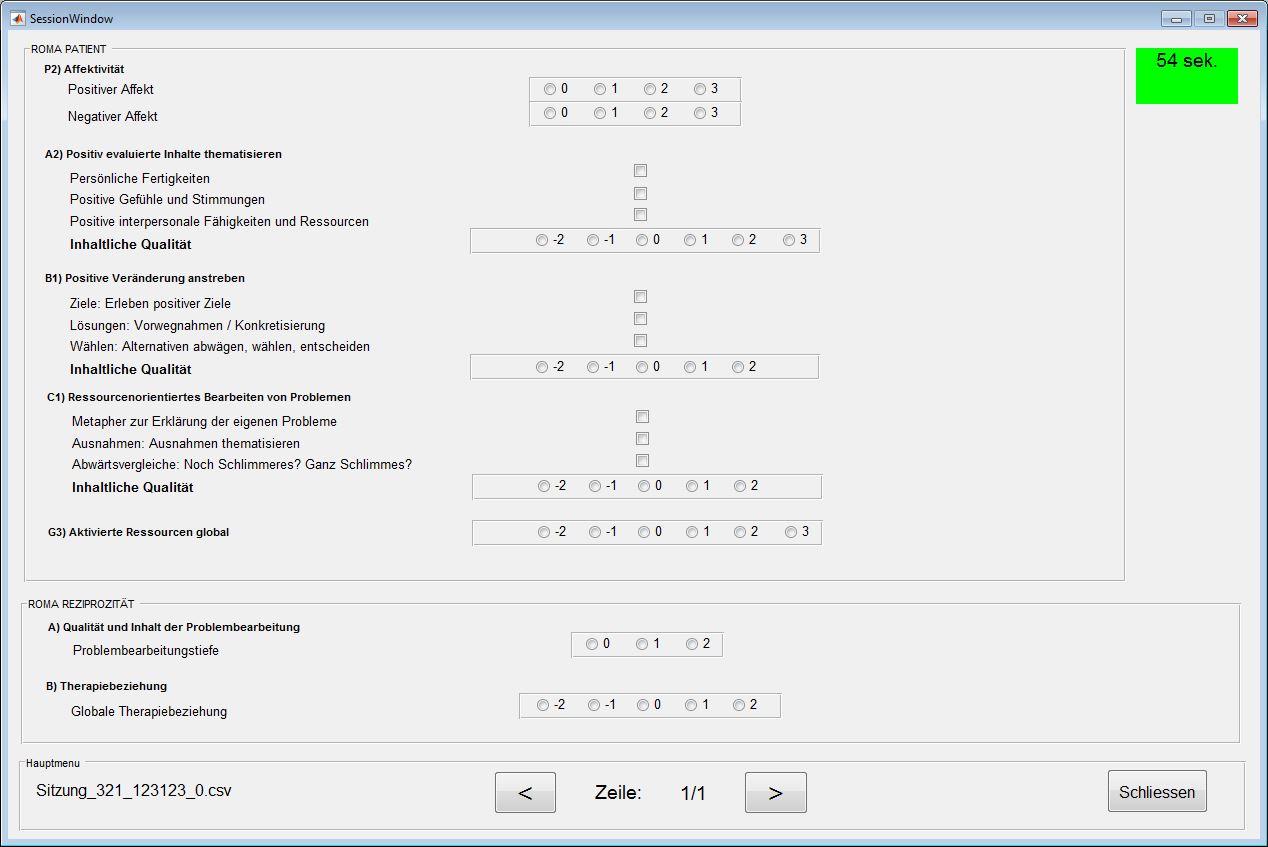 SessionWindow
ROMA PATIENT
54 sek.
P2) Affektivität
Positiver Affekt 0 1 2 3
Negativer Affekt 0 1 2 3
A2) Positiv evaluierte Inhalte thematisieren
Persönliche Fertigkeiten
Positive Gefühle und Stimmungen
Positive interpersonale Fähigkeiten und Ressourcen
Inhaltliche Qualität -2 -1 0 1 2 3
B1) Positive Veränderung anstreben
Ziele: Erleben positiver Ziele
Lösungen: Vorwegnahmen / Konkretisierung
Wählen: Alternativen abwägen, wählen, entscheiden
Inhaltliche Qualität -2 -1 0 1 2
C1) Ressourcenorientiertes Bearbeiten von Problemen
Metapher zur Erklärung der eigenen Probleme
Ausnahmen: Ausnahmen thematisieren
Abwärtsvergleiche: Noch Schlimmeres? Ganz Schlimmes?
Inhaltliche Qualität -2 -1 0 1 2
G3) Aktivierte Ressourcen global -2 -1 0 1 2 3
ROMA REZIPROZITÄT
A) Qualität und Inhalt der Problembearbeitung
Problembearbeitungstiefe 0 1 2
B) Therapiebeziehung
Globale Therapiebeziehung -2 -1 0 1 2
Hauptmenu
Sitzung_321_123123_0.csv < Zeile: 1/1 > Schliessen